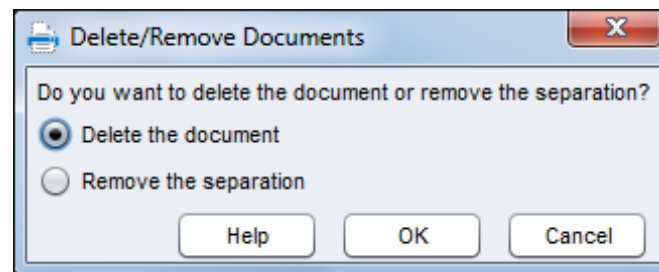 Delete/Remove Documents
Do you want to delete the document or remove the separation?
Delete the document
Remove the separation
Help OK Cancel